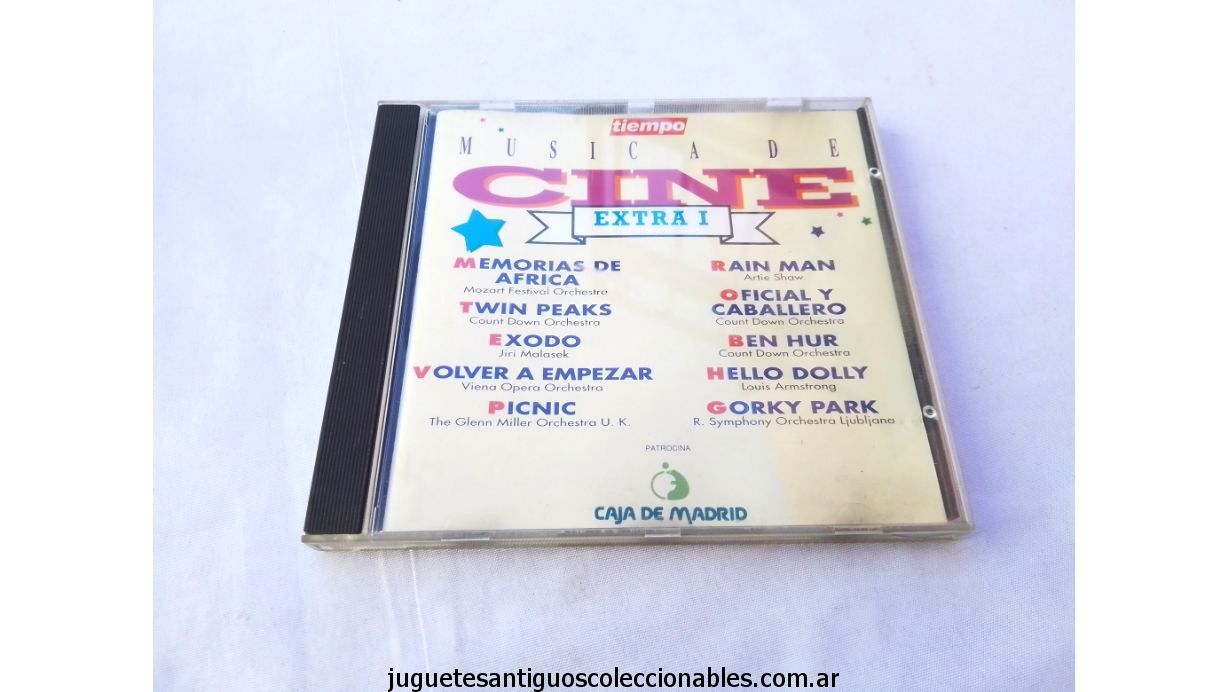 tiempo
MUSICA DE
CINE
EXTRA I
MEMORIAS DE
AFRICA
Mozart Festival Orchestra
TWIN PEAKS
Count Down Orchestra
EXODO
Jiri Malasek
VOLVER A EMPEZAR
Viena Opera Orchestra
PICNIC
The Glenn Miller Orchestra U. K.
RAIN MAN
Artie Shaw
OFICIAL Y
CABALLERO
Count Down Orchestra
BEN HUR
Count Down Orchestra
HELLO DOLLY
Louis Armstrong
GORKY PARK
R. Symphony Orchestra Ljubljana
PATROCINA
CAJA DE MADRID
juguetesantiguoscoleccionables.com.ar